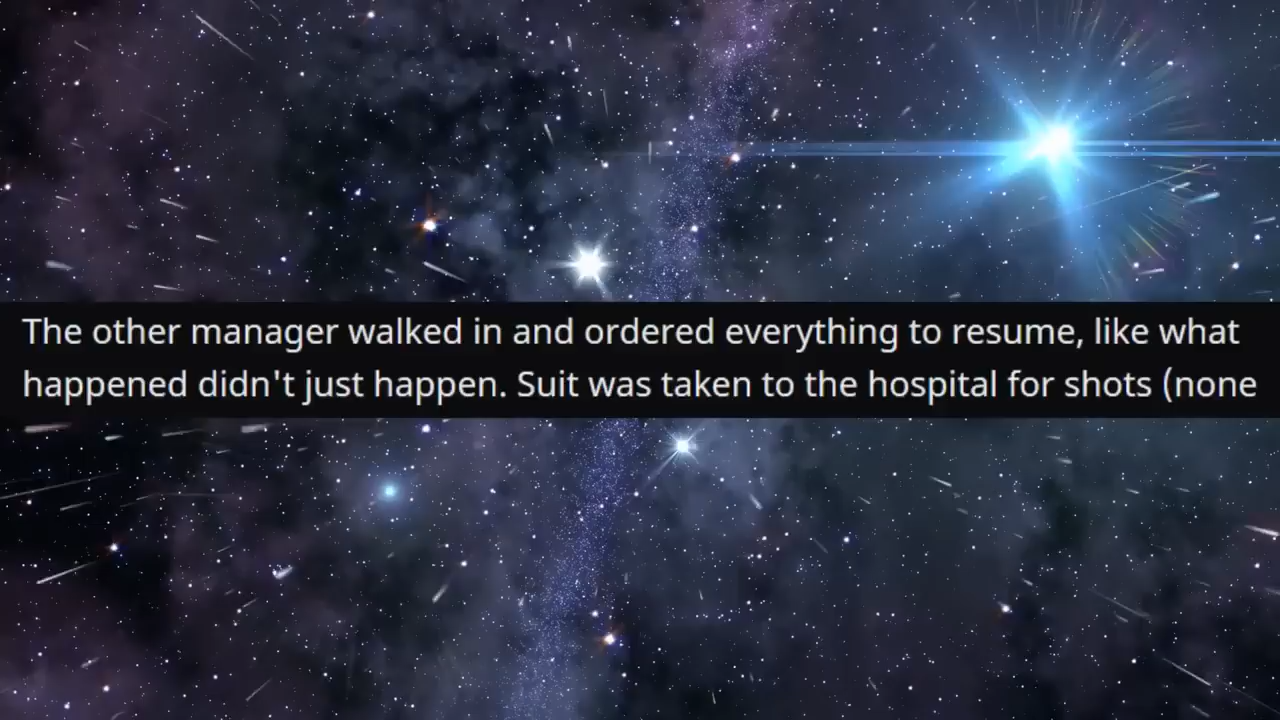 The other manager walked in and ordered everything to resume, like what
happened didn't just happen. Suit was taken to the hospital for shots (none